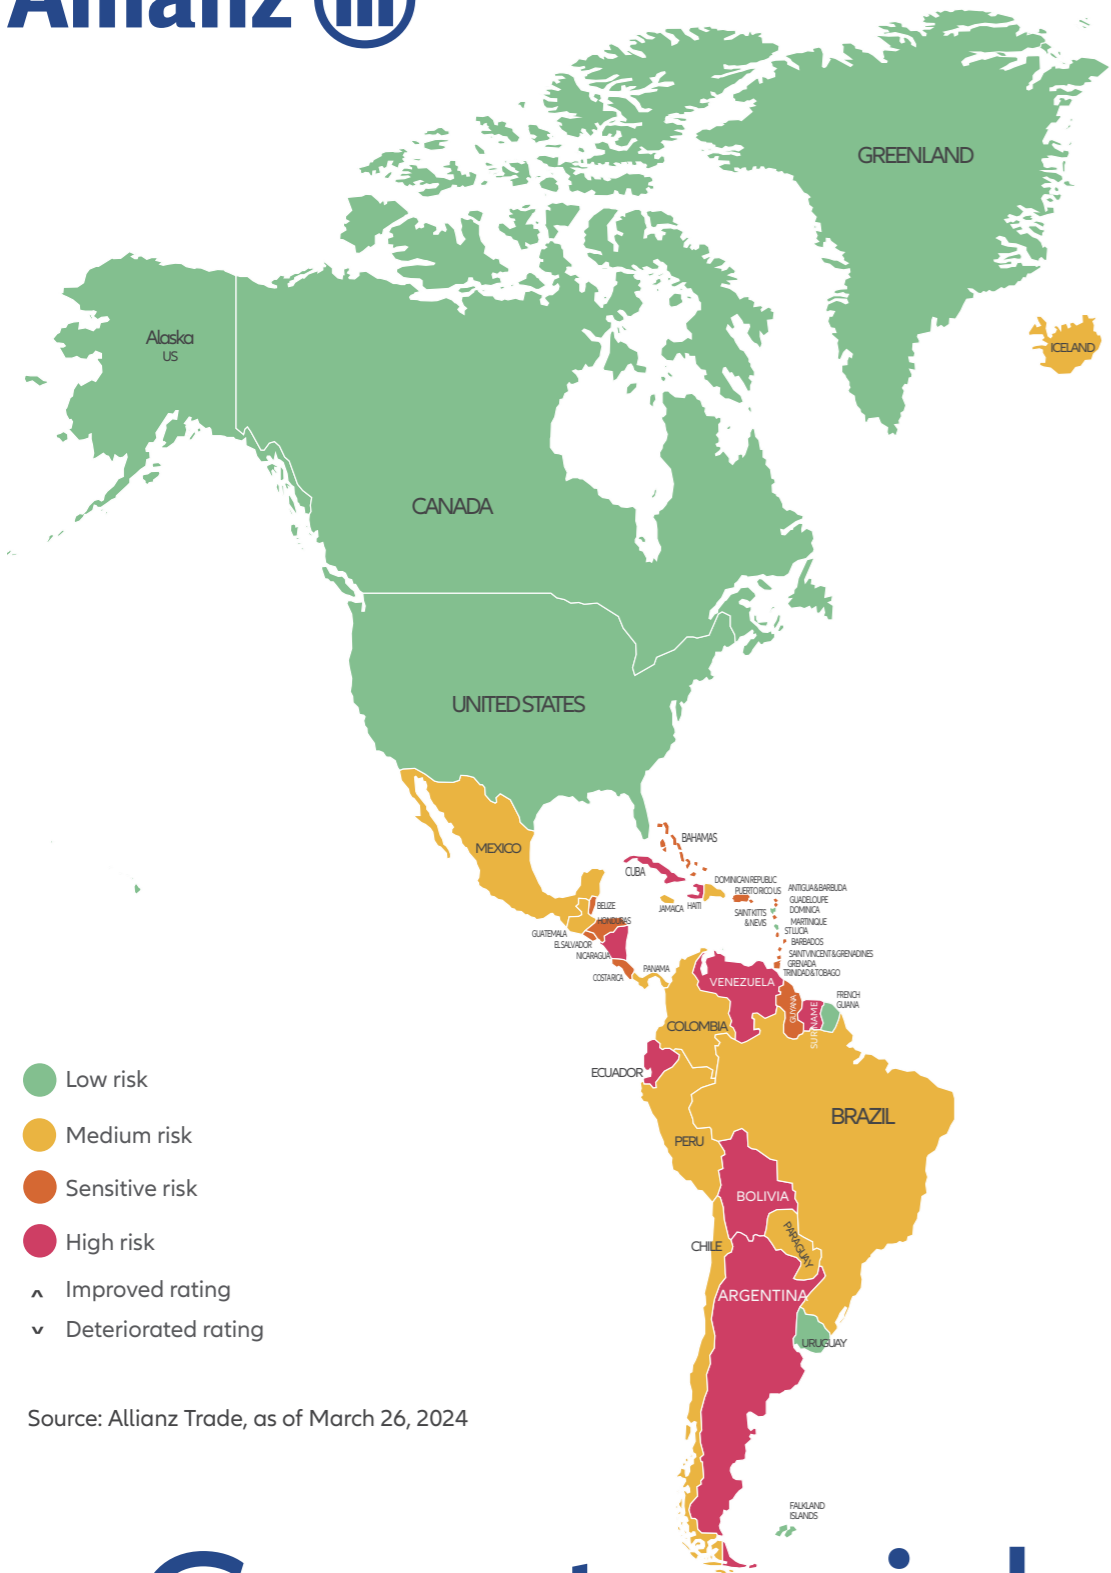 Allianz
GREENLAND
Alaska
US
ICELAND
CANADA
UNITED STATES
MEXICO
BAHAMAS
CUBA
DOMINICAN REPUBLIC
PUERTO RICO US
ANTIGUA & BARBUDA
GUADELOUPE
DOMINICA
MARTINIQUE
ST LUCIA
BARBADOS
SAINT VINCENT & GRENADINES
GRENADA
TRINIDAD & TOBAGO
JAMAICA
HAITI
SAINT KITTS
& NEVIS
BELIZE
HONDURAS
GUATEMALA
EL SALVADOR
NICARAGUA
COSTA RICA
PANAMA
VENEZUELA
GUYANA
SURINAME
FRENCH
GUIANA
COLOMBIA
ECUADOR
BRAZIL
PERU
BOLIVIA
PARAGUAY
CHILE
ARGENTINA
URUGUAY
FALKLAND
ISLANDS
Low risk
Medium risk
Sensitive risk
High risk
^ Improved rating
v Deteriorated rating
Source: Allianz Trade, as of March 26, 2024